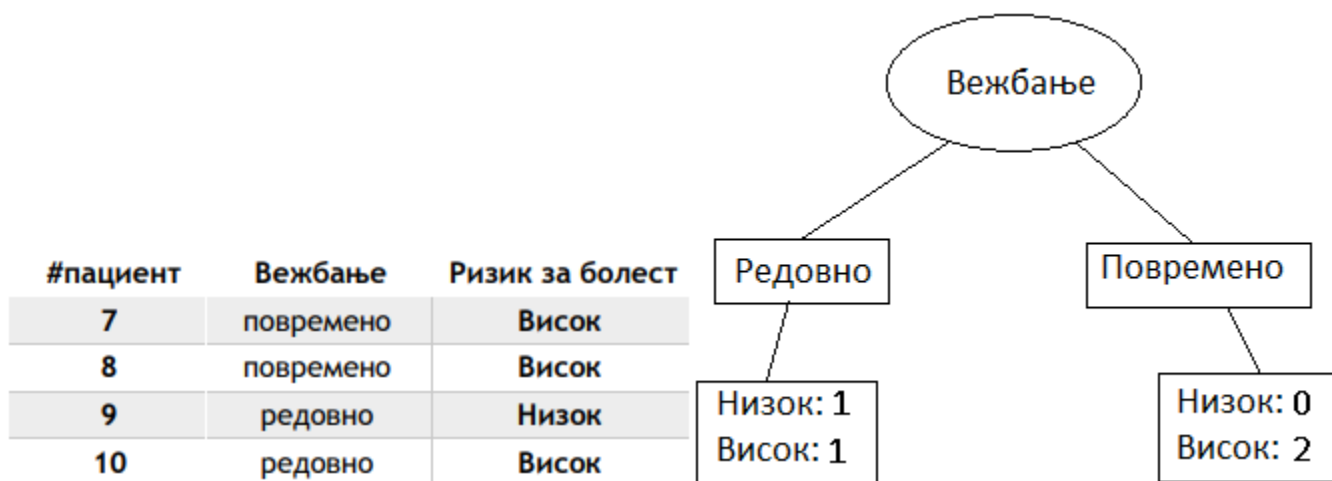 #пациент Вежбање Ризик за болест
7 повремено Висок
8 повремено Висок
9 редовно Низок
10 редовно Висок
Вежбање
Редовно
Повремено
Низок: 1
Висок: 1
Низок: 0
Висок: 2